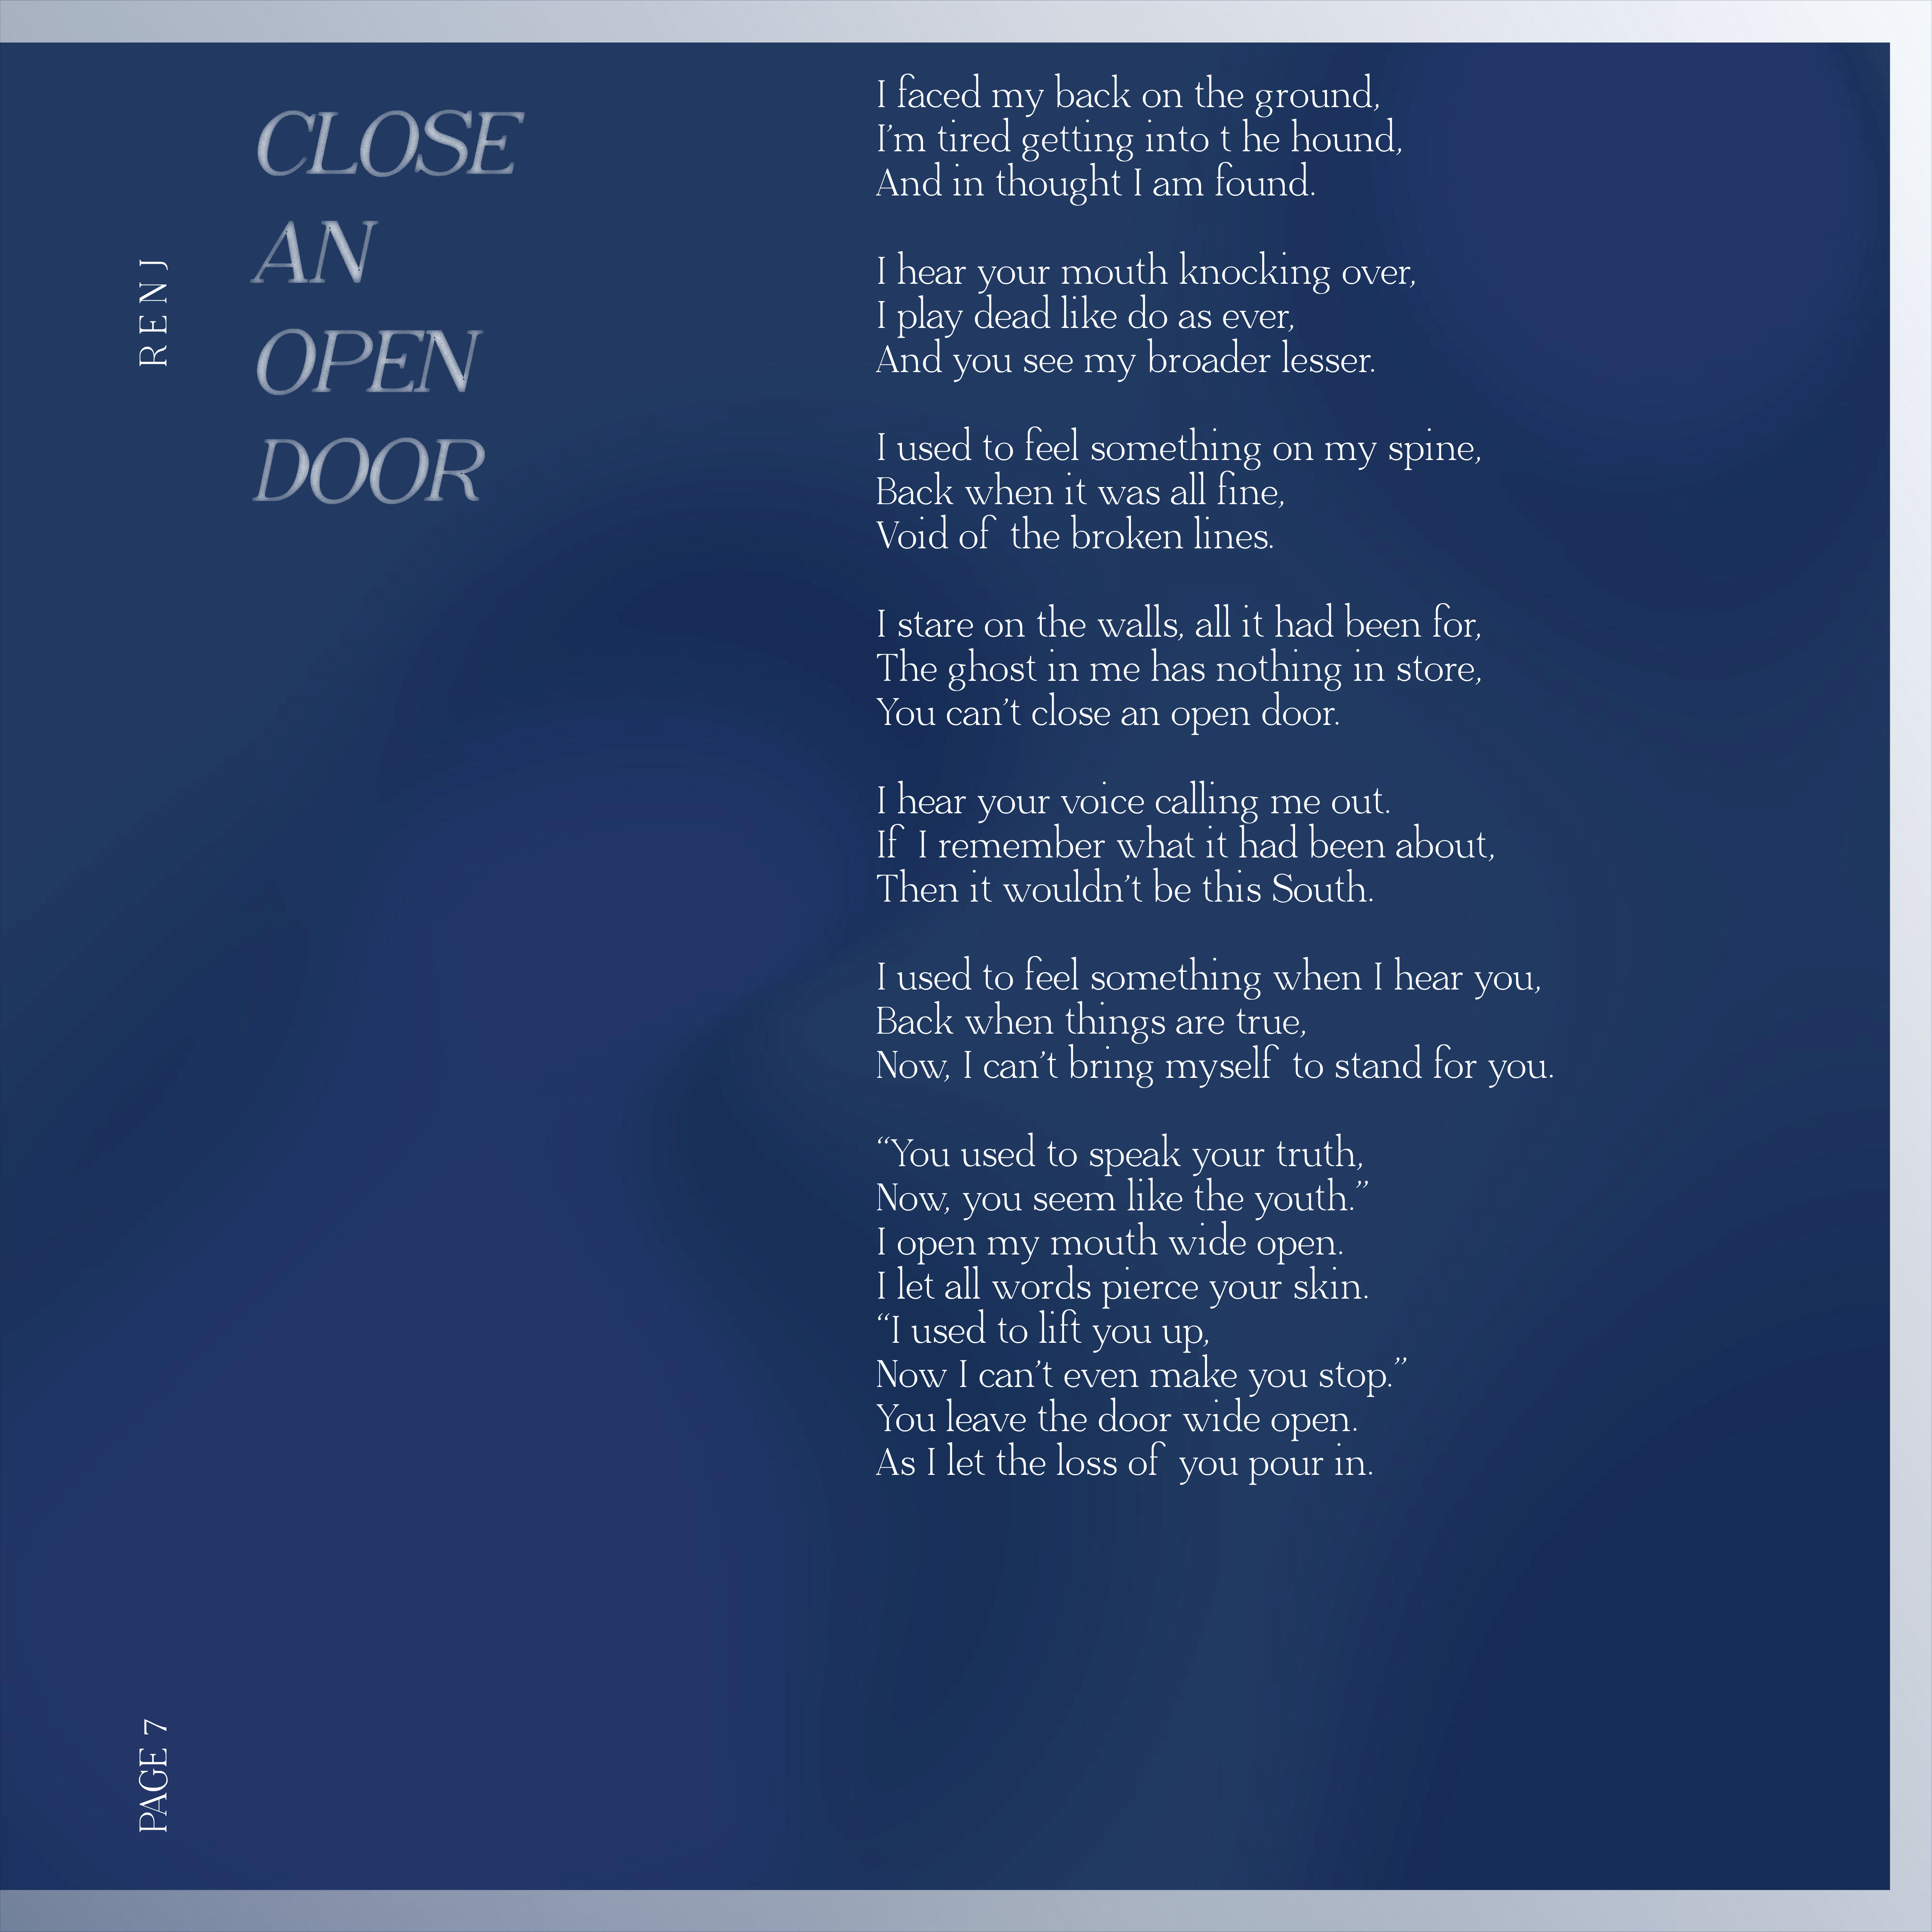 CLOSE
AN
OPEN
DOOR
RENJ
I faced my back on the ground,
I’m tired getting into t he hound,
And in thought I am found.
I hear your mouth knocking over,
I play dead like do as ever,
And you see my broader lesser.
I used to feel something on my spine,
Back when it was all fine,
Void of the broken lines.
I stare on the walls, all it had been for,
The ghost in me has nothing in store,
You can’t close an open door.
I hear your voice calling me out.
If I remember what it had been about,
Then it wouldn’t be this South.
I used to feel something when I hear you,
Back when things are true,
Now, I can’t bring myself to stand for you.
“You used to speak your truth,
Now, you seem like the youth.”
I open my mouth wide open.
I let all words pierce your skin.
“I used to lift you up,
Now I can’t even make you stop.”
You leave the door wide open.
As I let the loss of you pour in.
PAGE 7